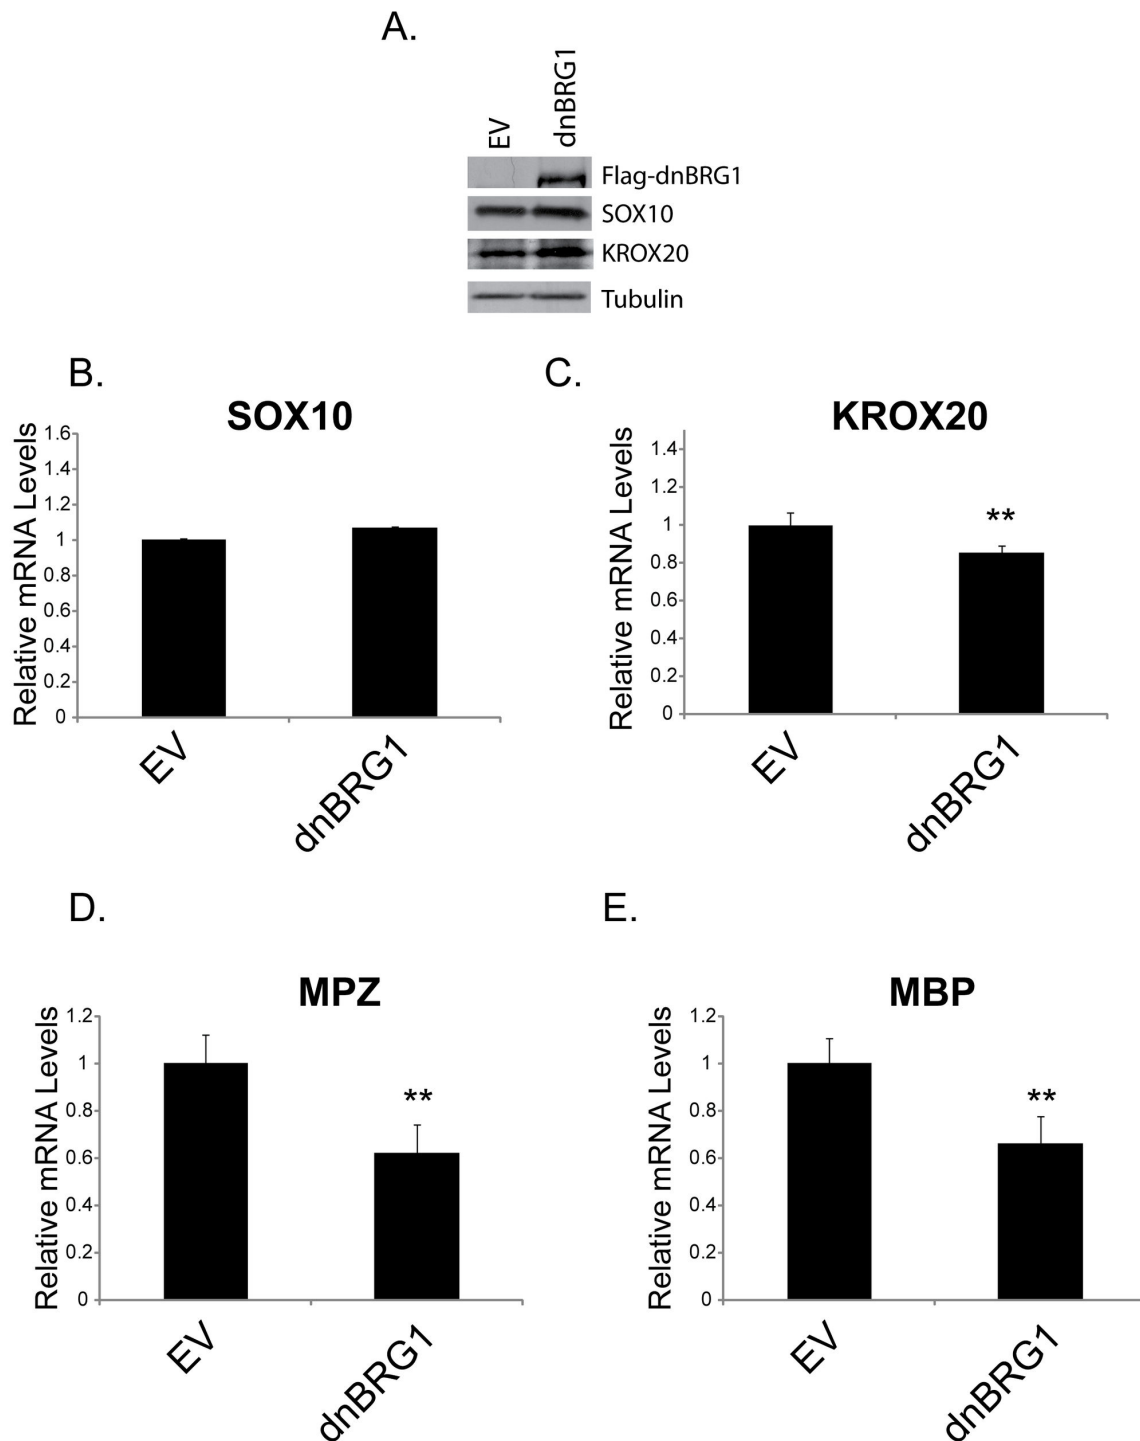 A.
EV
dnBRG1
Flag-dnBRG1
SOX10
KROX20
Tubulin
B.
SOX10
Relative mRNA Levels
1.6
1.4
1.2
1
0.8
0.6
0.4
0.2
0
EV
dnBRG1
C.
KROX20
Relative mRNA Levels
1.4
1.2
1
0.8
0.6
0.4
0.2
0
**
EV
dnBRG1
D.
MPZ
Relative mRNA Levels
1.2
1
0.8
0.6
0.4
0.2
0
**
EV
dnBRG1
E.
MBP
Relative mRNA Levels
1.2
1
0.8
0.6
0.4
0.2
0
**
EV
dnBRG1